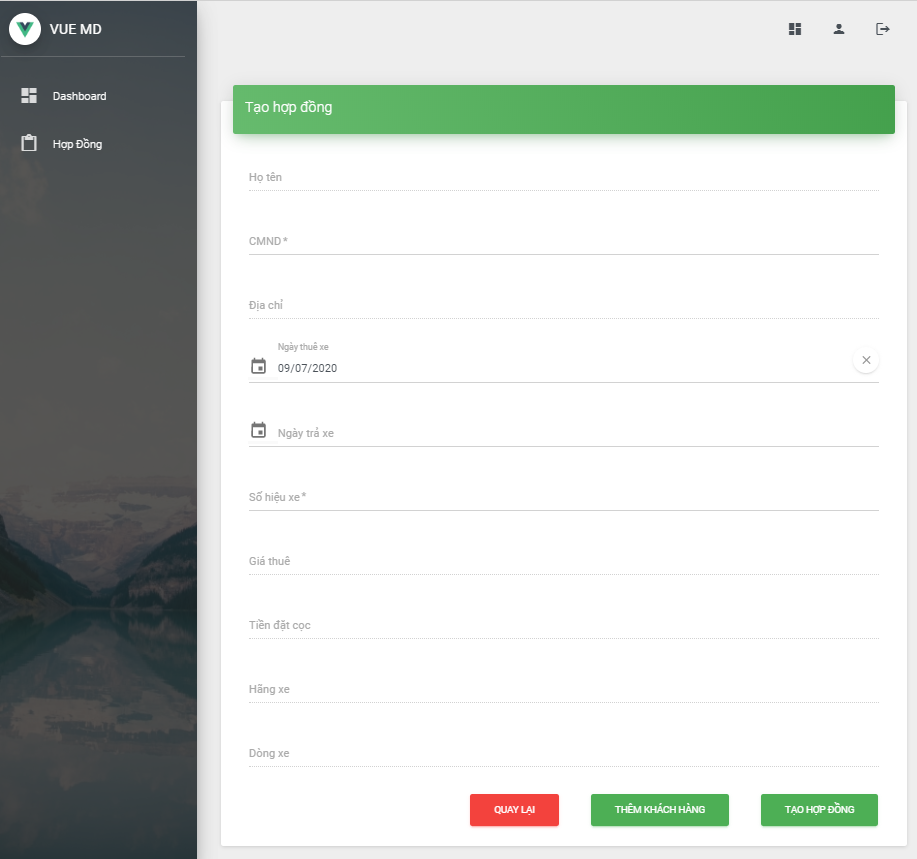 VUE MD
Dashboard
Hợp Đồng
Tạo hợp đồng
Họ tên
CMND *
Địa chỉ
Ngày thuê xe
09/07/2020
Ngày trả xe
Số hiệu xe *
Giá thuê
Tiền đặt cọc
Hãng xe
Dòng xe
QUAY LẠI
THÊM KHÁCH HÀNG
TẠO HỢP ĐỒNG